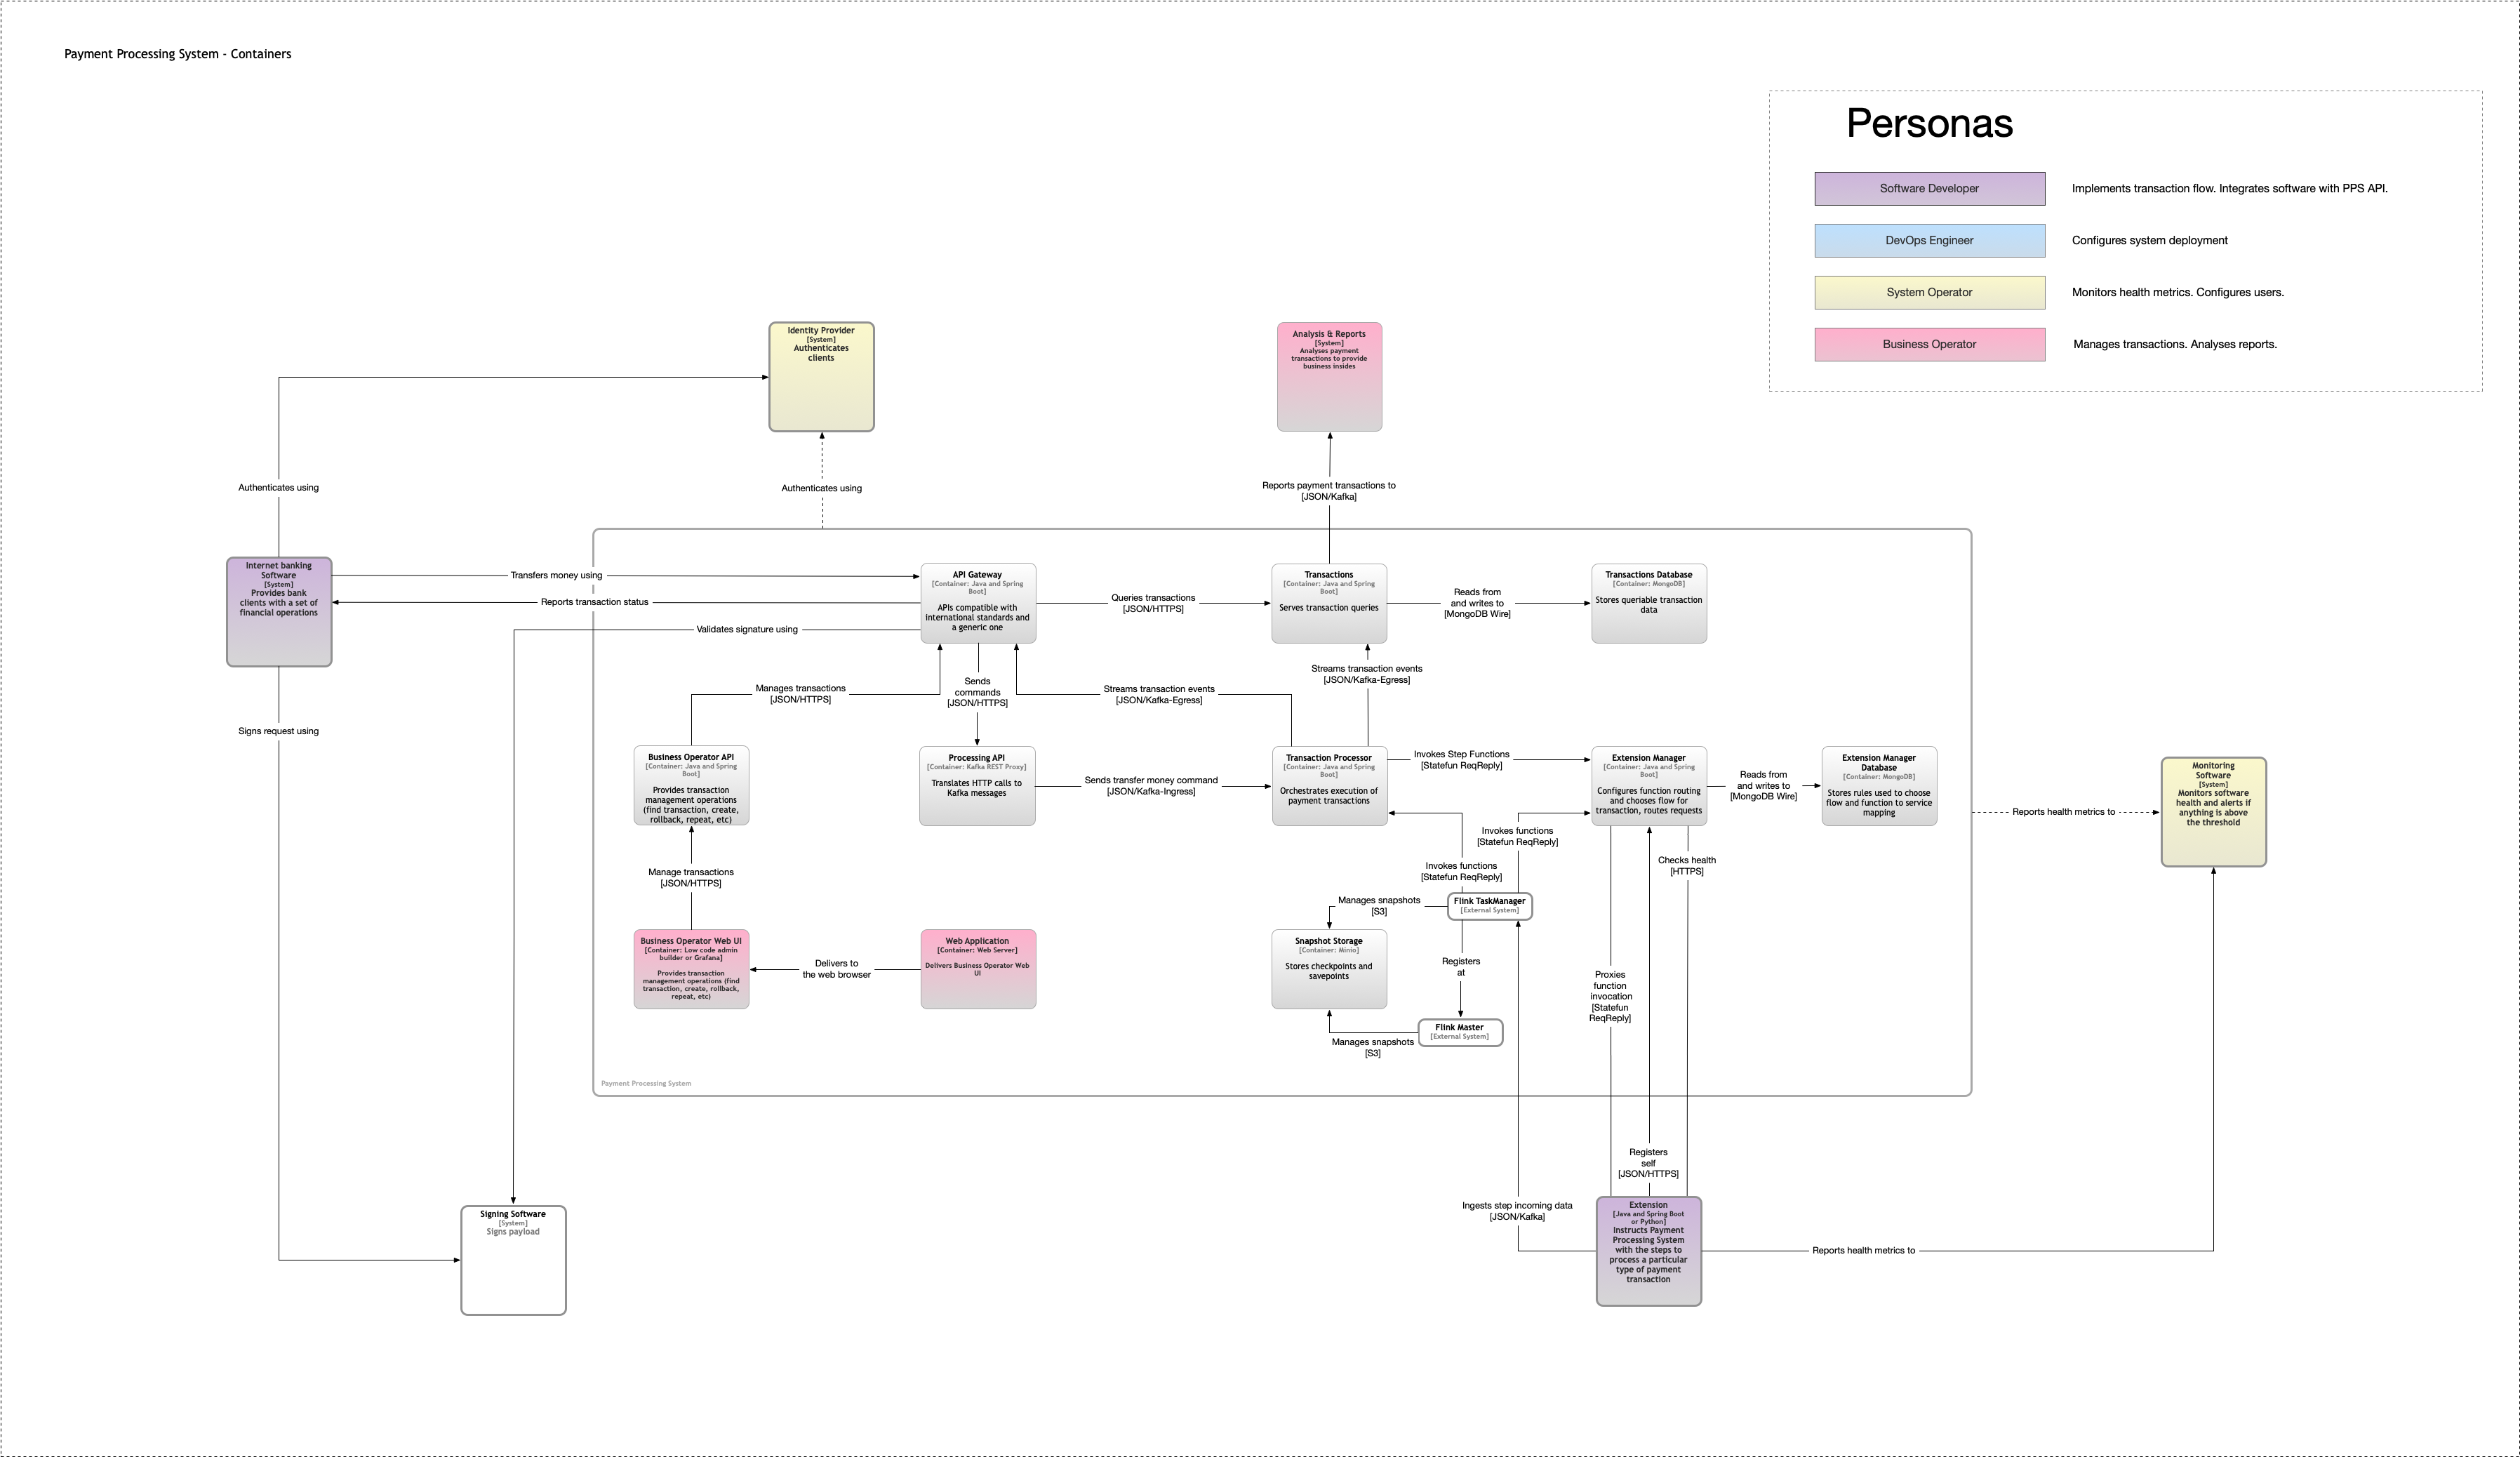 Payment Processing System - Containers
Personas
Software Developer
Implements transaction flow. Integrates software with PPS API.
DevOps Engineer
Configures system deployment
System Operator
Monitors health metrics. Configures users.
Business Operator
Manages transactions. Analyses reports.
Identity Provider
[System]
Authenticates
clients
Analysis & Reports
[System]
Analyses payment
transactions to provide
business insides
Authenticates using
Authenticates using
Reports payment transactions to
[JSON/Kafka]
Internet banking
Software
[System]
Provides bank
clients with a set of
financial operations
Transfers money using
Reports transaction status
Validates signature using
API Gateway
[Container: Java and Spring
Boot]
APIs compatible with
international standards and
a generic one
Queries transactions
[JSON/HTTPS]
Transactions
[Container: Java and Spring
Boot]
Serves transaction queries
Reads from
and writes to
[MongoDB Wire]
Transactions Database
[Container: MongoDB]
Stores queriable transaction
data
Manages transactions
[JSON/HTTPS]
Sends
commands
[JSON/HTTPS]
Streams transaction events
[JSON/Kafka-Egress]
Streams transaction events
[JSON/Kafka-Egress]
Signs request using
Business Operator API
[Container: Java and Spring
Boot]
Provides transaction
management operations
(find transaction, create,
rollback, repeat, etc)
Processing API
[Container: Kafka REST Proxy]
Translates HTTP calls to
Kafka messages
Sends transfer money command
[JSON/Kafka-Ingress]
Transaction Processor
[Container: Java and Spring
Boot]
Orchestrates execution of
payment transactions
Invokes Step Functions
[Statefun ReqReply]
Extension Manager
[Container: Java and Spring
Boot]
Configures function routing
and chooses flow for
transaction, routes requests
Reads from
and writes to
[MongoDB Wire]
Extension Manager
Database
[Container: MongoDB]
Stores rules used to choose
flow and function to service
mapping
Reports health metrics to
Monitoring
Software
[System]
Monitors software
health and alerts if
anything is above
the threshold
Manage transactions
[JSON/HTTPS]
Invokes functions
[Statefun ReqReply]
Invokes functions
[Statefun ReqReply]
Checks health
[HTTPS]
Manages snapshots
[S3]
Flink TaskManager
[External System]
Business Operator Web UI
[Container: Low code admin
builder or Grafana]
Provides transaction
management operations (find
transaction, create, rollback,
repeat, etc)
Delivers to
the web browser
Web Application
[Container: Web Server]
Delivers Business Operator Web
UI
Snapshot Storage
[Container: Minio]
Stores checkpoints and
savepoints
Registers
at
Proxies
function
invocation
[Statefun
ReqReply]
Flink Master
[External System]
Manages snapshots
[S3]
Payment Processing System
Registers
self
[JSON/HTTPS]
Ingests step incoming data
[JSON/Kafka]
Signing Software
[System]
Signs payload
Extension
[Java and Spring Boot
or Python]
Instructs Payment
Processing System
with the steps to
process a particular
type of payment
transaction
Reports health metrics to